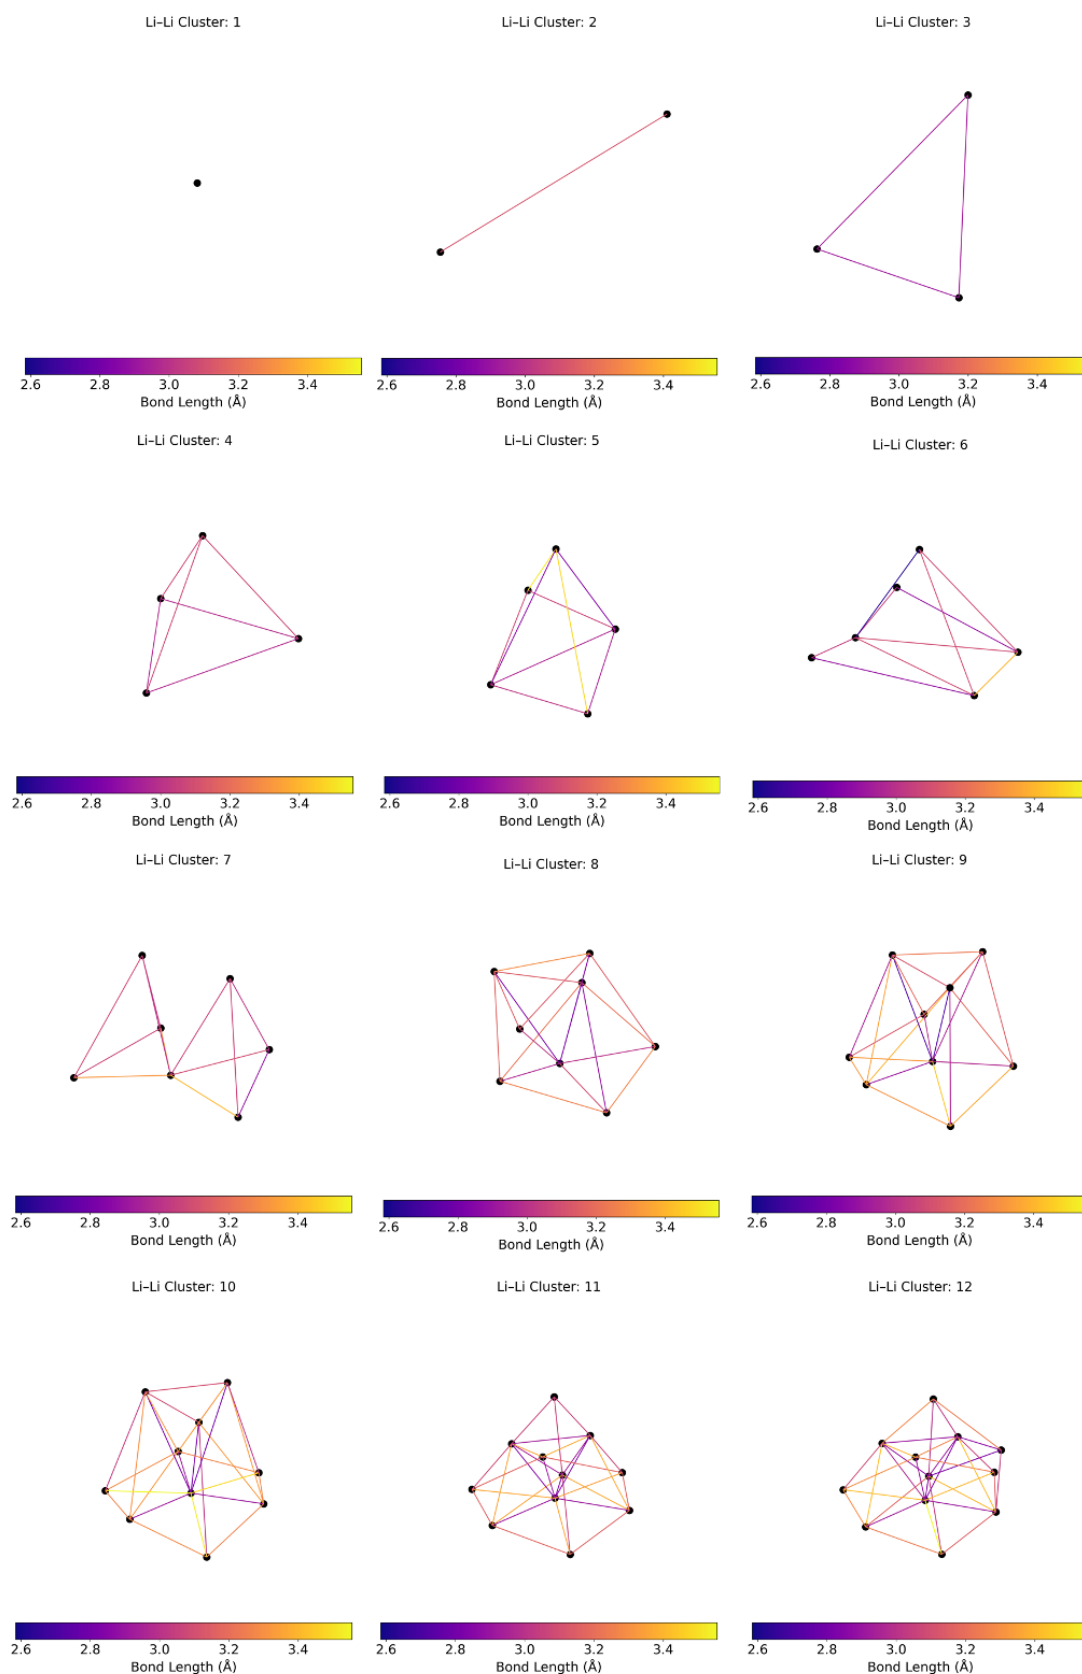 Li–Li Cluster: 1
Li–Li Cluster: 2
Li–Li Cluster: 3
2.6 2.8 3.0 3.2 3.4
Bond Length (Å)
2.6 2.8 3.0 3.2 3.4
Bond Length (Å)
2.6 2.8 3.0 3.2 3.4
Bond Length (Å)
Li–Li Cluster: 4
Li–Li Cluster: 5
Li–Li Cluster: 6
2.6 2.8 3.0 3.2 3.4
Bond Length (Å)
2.6 2.8 3.0 3.2 3.4
Bond Length (Å)
2.6 2.8 3.0 3.2 3.4
Bond Length (Å)
Li–Li Cluster: 7
Li–Li Cluster: 8
Li–Li Cluster: 9
2.6 2.8 3.0 3.2 3.4
Bond Length (Å)
2.6 2.8 3.0 3.2 3.4
Bond Length (Å)
2.6 2.8 3.0 3.2 3.4
Bond Length (Å)
Li–Li Cluster: 10
Li–Li Cluster: 11
Li–Li Cluster: 12
2.6 2.8 3.0 3.2 3.4
Bond Length (Å)
2.6 2.8 3.0 3.2 3.4
Bond Length (Å)
2.6 2.8 3.0 3.2 3.4
Bond Length (Å)